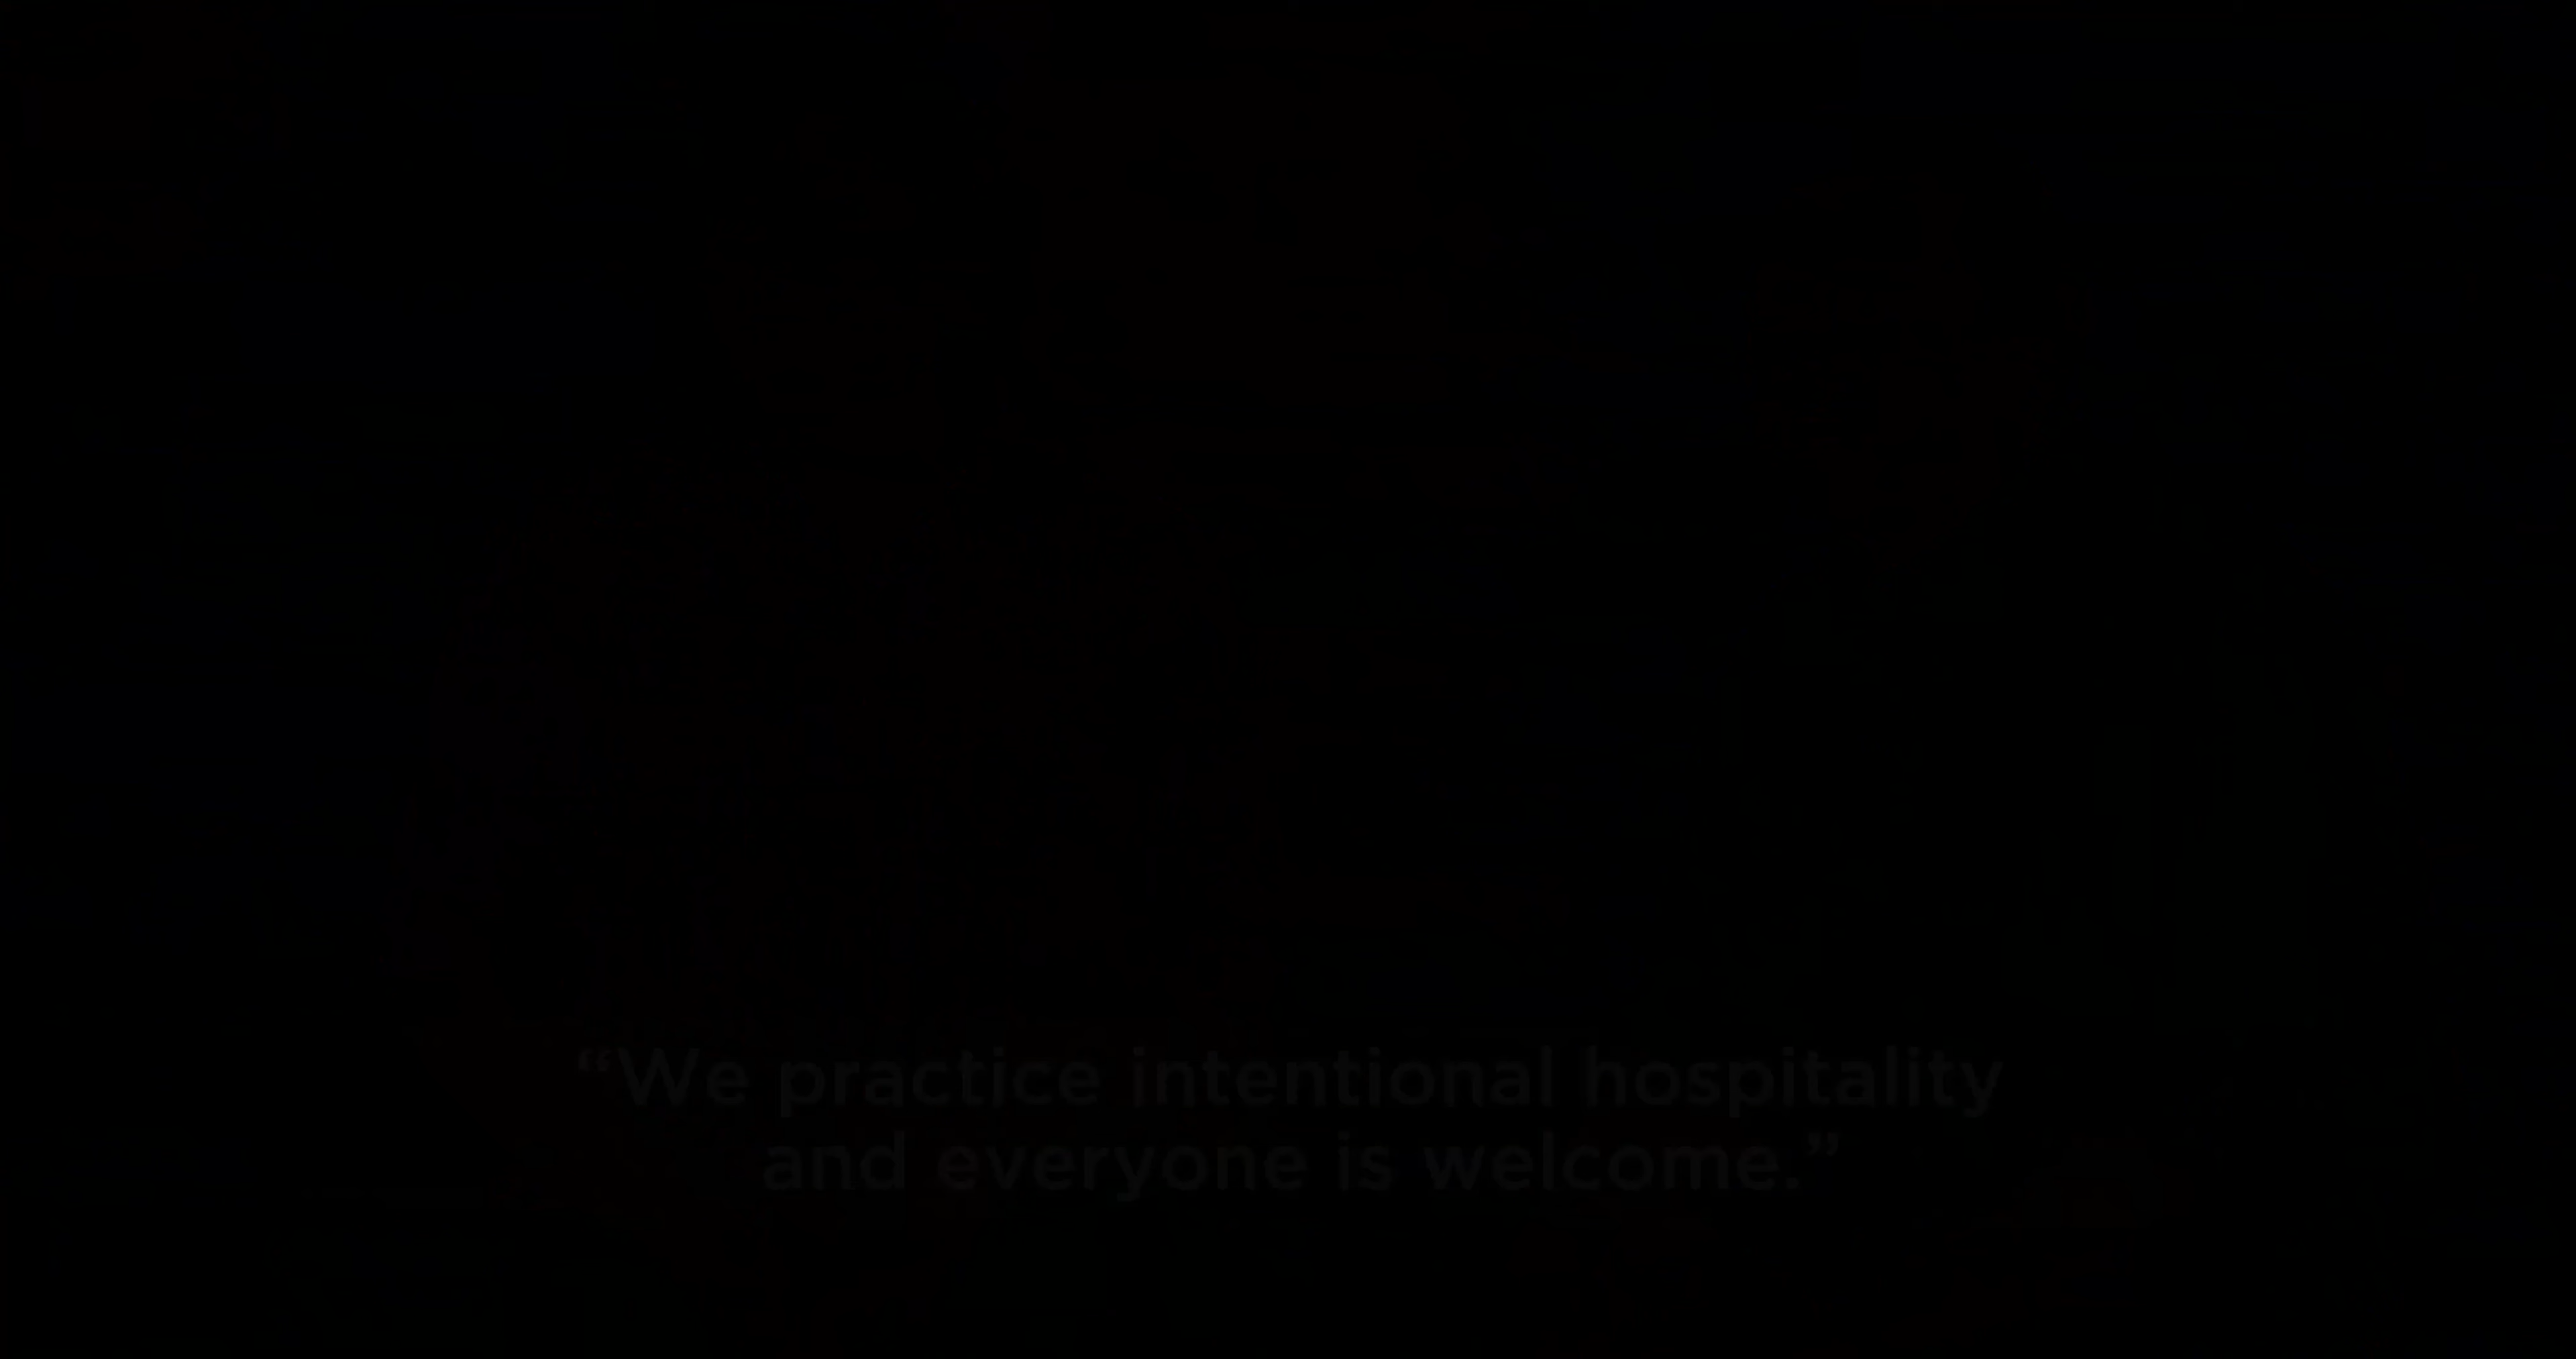 “We practice intentional hospitality
and everyone is welcome.”